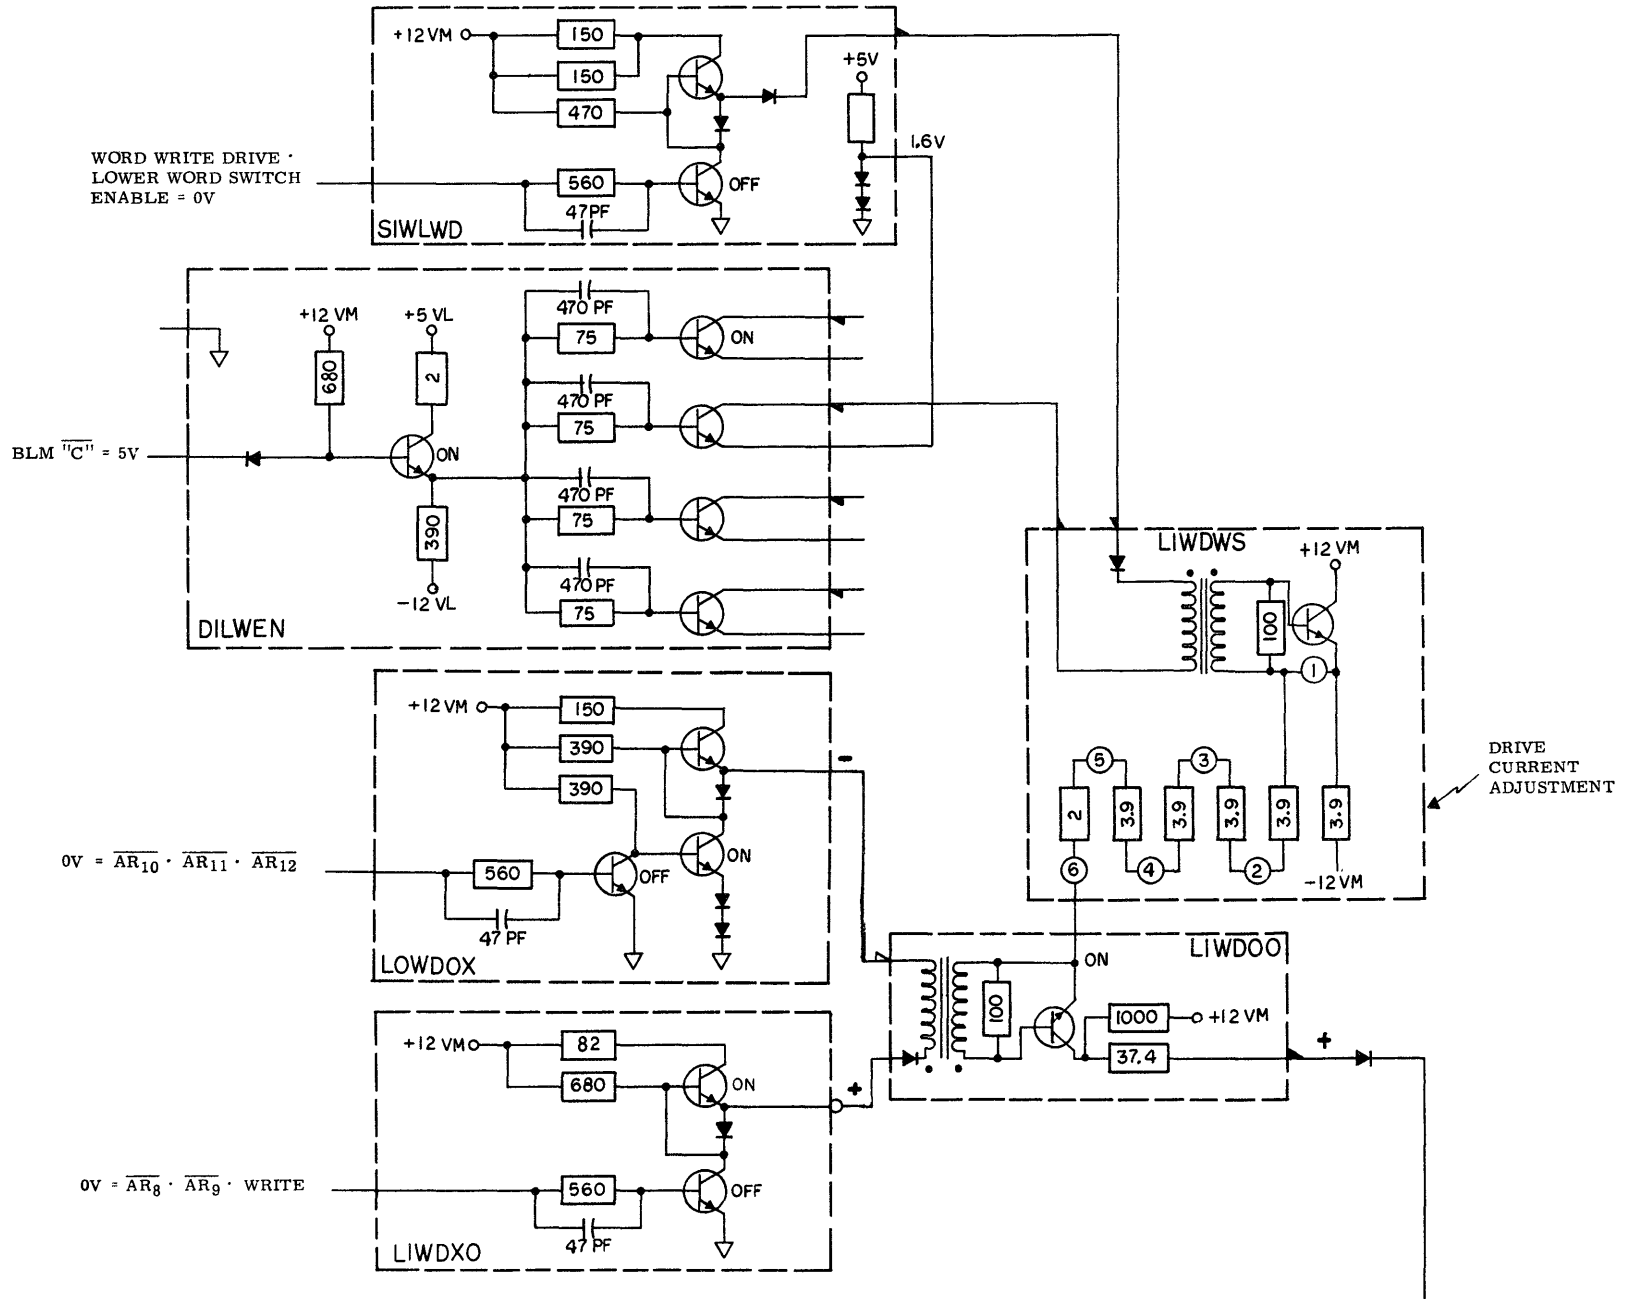 +12 VM
150
150
470
+5V
1.6V
WORD WRITE DRIVE ·
LOWER WORD SWITCH
ENABLE = 0V
560
OFF
47 PF
SIWLWD
+12 VM
+5 VL
680
2
BLM "C" = 5V
ON
390
-12 VL
470 PF
75
ON
470 PF
75
470 PF
75
470 PF
75
DILWEN
LIWDWS
+12 VM
100
1
5
3
2
3.9
3.9
3.9
3.9
3.9
6
4
2
-12 VM
DRIVE
CURRENT
ADJUSTMENT
+12 VM
150
390
390
-
ON
0V = AR10 · AR11 · AR12
560
OFF
47 PF
LOWDOX
LIWDOO
ON
100
1000
+12 VM
37.4
+
+12 VM
82
680
ON
+
0V = AR8 · AR9 · WRITE
560
OFF
47 PF
LIWDXO